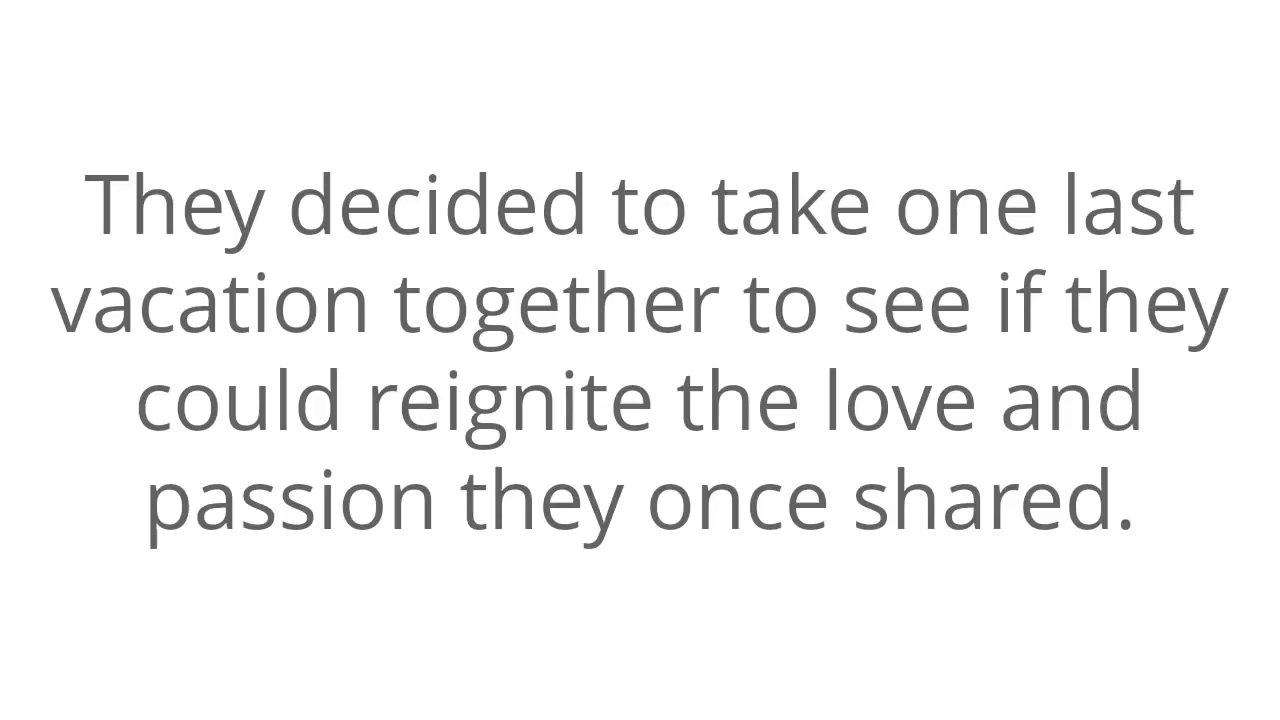 They decided to take one last
vacation together to see if they
could reignite the love and
passion they once shared.